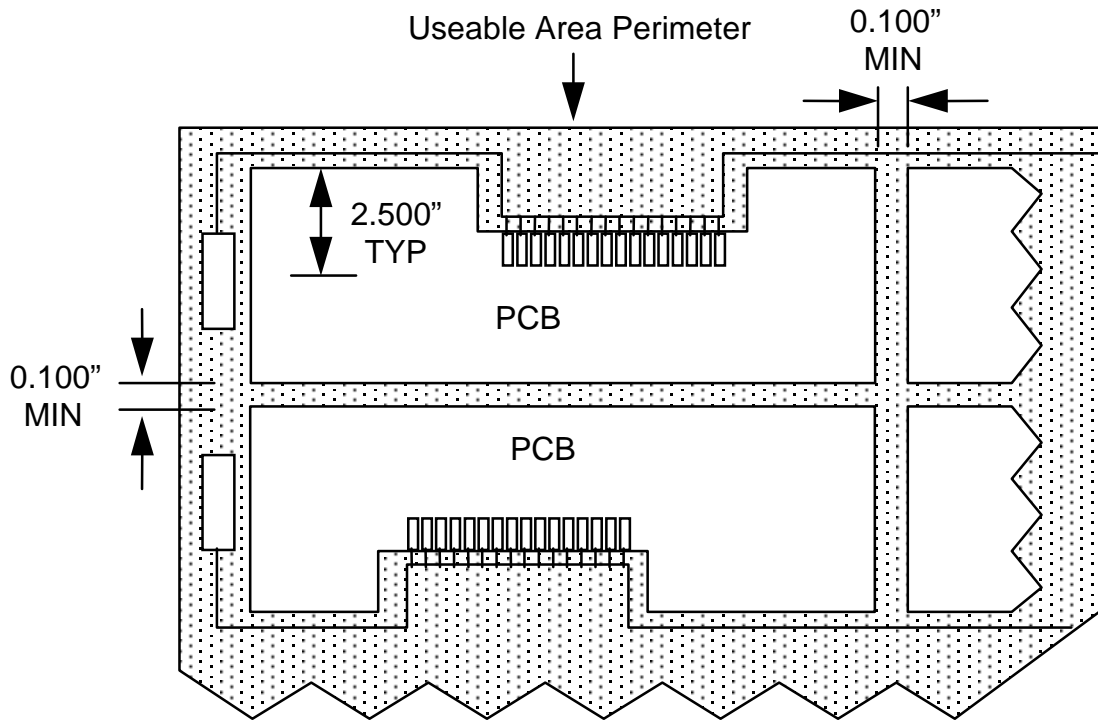 Useable Area Perimeter
0.100”
MIN
2.500”
TYP
PCB
0.100”
MIN
PCB